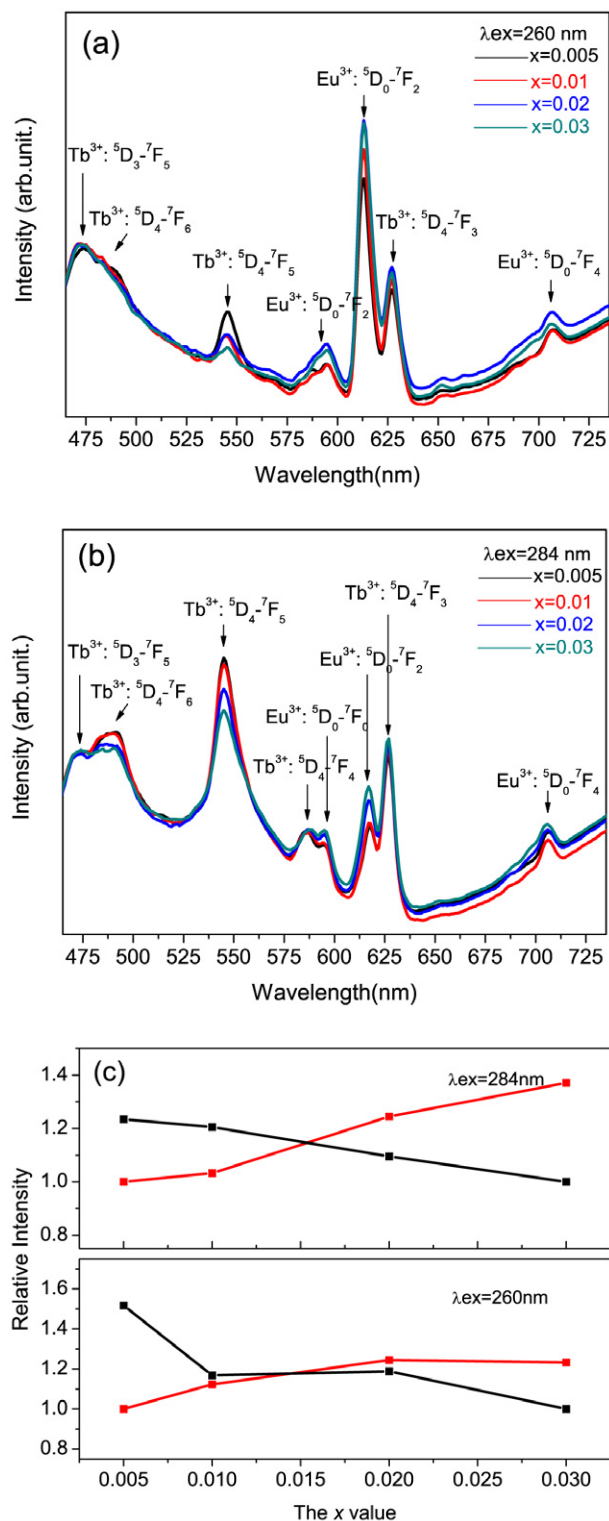 (a)
λex=260 nm
x=0.005
x=0.01
x=0.02
x=0.03
Eu³⁺: ⁵D₀-⁷F₂
Tb³⁺: ⁵D₃-⁷F₅
Tb³⁺: ⁵D₄-⁷F₆
Tb³⁺: ⁵D₄-⁷F₅
Tb³⁺: ⁵D₄-⁷F₃
Eu³⁺: ⁵D₀-⁷F₂
Eu³⁺: ⁵D₀-⁷F₄
Intensity (arb.unit.)
475 500 525 550 575 600 625 650 675 700 725
Wavelength(nm)
(b)
λex=284 nm
x=0.005
x=0.01
x=0.02
x=0.03
Tb³⁺: ⁵D₄-⁷F₃
Tb³⁺: ⁵D₄-⁷F₅
Tb³⁺: ⁵D₃-⁷F₅
Eu³⁺: ⁵D₀-⁷F₂
Tb³⁺: ⁵D₄-⁷F₆
Eu³⁺: ⁵D₀-⁷F₀
Tb³⁺: ⁵D₄-⁷F₄
Eu³⁺: ⁵D₀-⁷F₄
Intensity (arb.unit.)
475 500 525 550 575 600 625 650 675 700 725
Wavelength(nm)
(c)
λex=284nm
1.4
1.2
1.0
0.8
Relative Intensity
λex=260nm
1.6
1.4
1.2
1.0
0.8
0.005 0.010 0.015 0.020 0.025 0.030
The x value